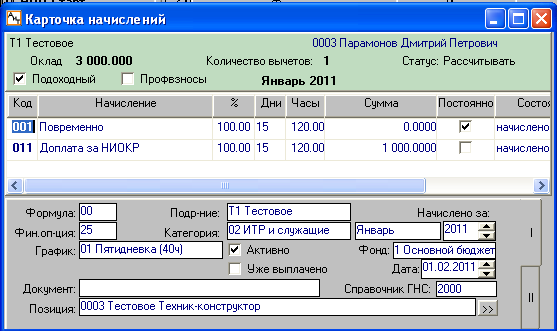 Карточка начислений
Т1 Тестовое 0003 Парамонов Дмитрий Петрович
Оклад 3 000.000 Количество вычетов: 1 Статус: Рассчитывать
Подоходный Профвзносы Январь 2011
Код Начисление % Дни Часы Сумма Постоянно Состоя
001 Повременно 100.00 15 120.00 0.0000 начислено
011 Доплата за НИОКР 100.00 15 120.00 1 000.0000 начислено
Формула: 00 Подр-ние: Т1 Тестовое Начислено за:
Фин.оп-ция: 25 Категория: 02 ИТР и служащие Январь 2011
График: 01 Пятидневка (40ч) Активно Фонд: 1 Основной бюджет
Уже выплачено Дата: 01.02.2011
Документ: Справочник ГНС: 2000
Позиция: 0003 Тестовое Техник-конструктор >>
I
II